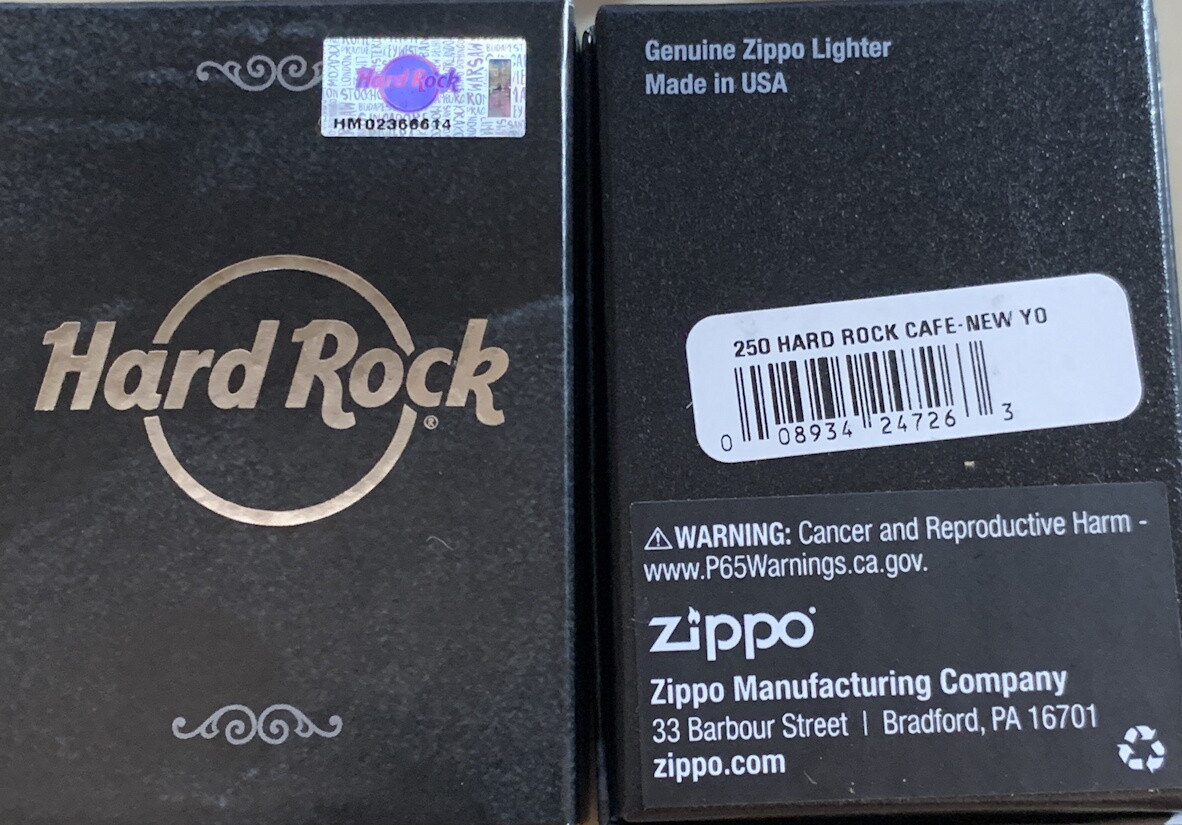 Hard Rock
HM02366614
Hard Rock
®
Genuine Zippo Lighter
Made in USA
250 HARD ROCK CAFE-NEW YO
0 08934 24726 3
⚠ WARNING: Cancer and Reproductive Harm -
www.P65Warnings.ca.gov.
zippo
Zippo Manufacturing Company
33 Barbour Street | Bradford, PA 16701
zippo.com